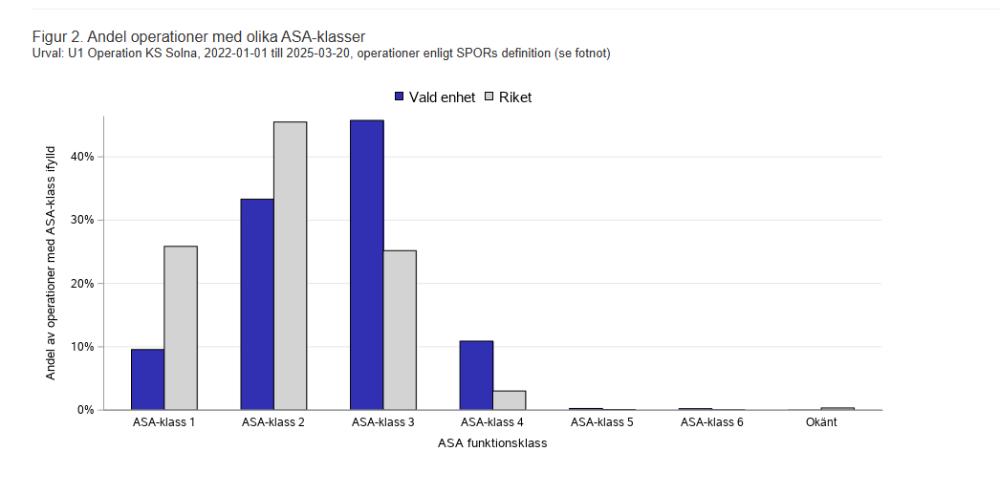 Figur 2. Andel operationer med olika ASA-klasser
Urval: U1 Operation KS Solna, 2022-01-01 till 2025-03-20, operationer enligt SPORs definition (se fotnot)
Vald enhet Riket
Andel av operationer med ASA-klass ifylld
40%
30%
20%
10%
0%
ASA-klass 1 ASA-klass 2 ASA-klass 3 ASA-klass 4 ASA-klass 5 ASA-klass 6 Okänt
ASA funktionsklass